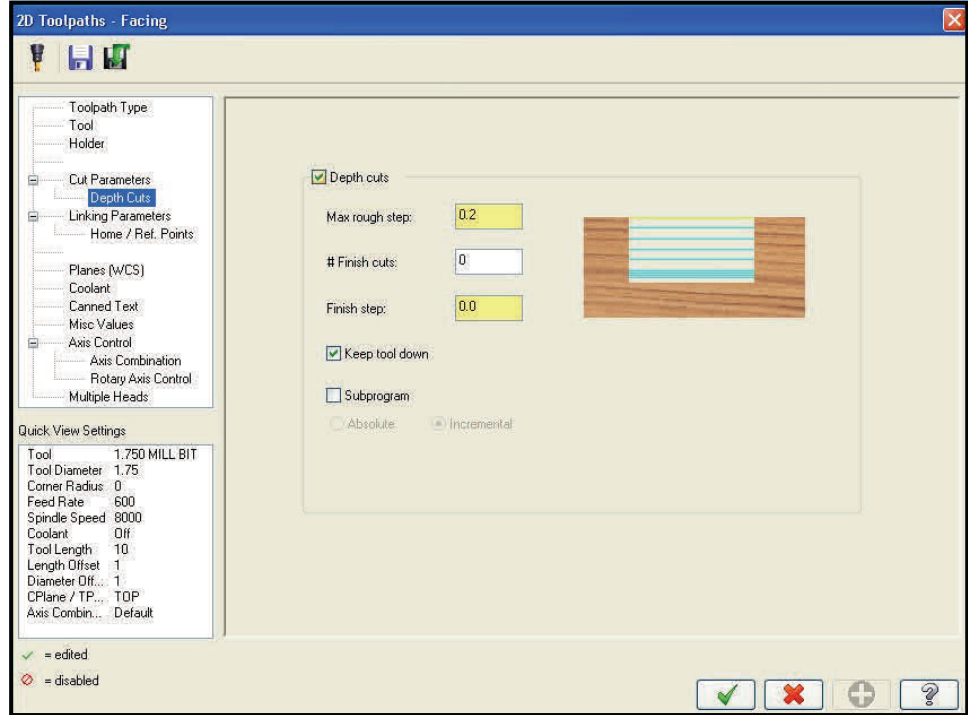 2D Toolpaths - Facing
Toolpath Type
Tool
Holder
Cut Parameters
Depth Cuts
Linking Parameters
Home / Ref. Points
Planes (WCS)
Coolant
Canned Text
Misc Values
Axis Control
Axis Combination
Rotary Axis Control
Multiple Heads
Depth cuts
Max rough step: 0.2
# Finish cuts: 0
Finish step: 0.0
Keep tool down
Subprogram
Absolute Incremental
Quick View Settings
Tool 1.750 MILL BIT
Tool Diameter 1.75
Corner Radius 0
Feed Rate 600
Spindle Speed 8000
Coolant Off
Tool Length 10
Length Offset 1
Diameter Off... 1
CPlane / TP... TOP
Axis Combin... Default
= edited
= disabled